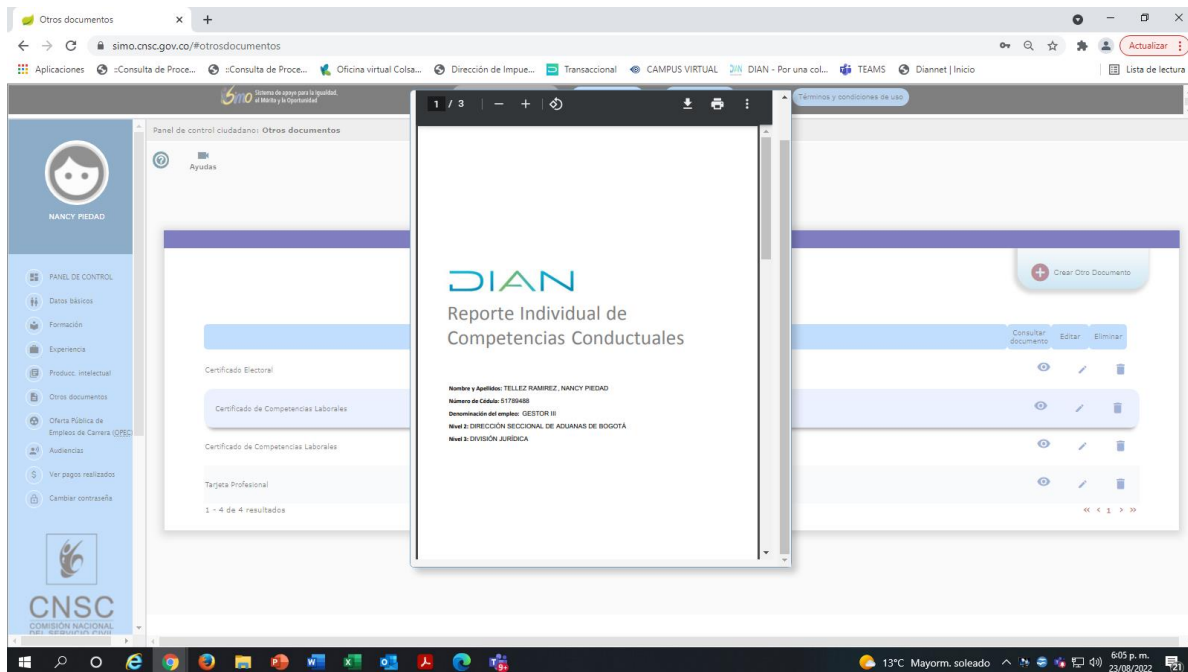 Otros documentos
simo.cnsc.gov.co/#otrosdocumentos
Actualizar
Aplicaciones
::Consulta de Proce...
::Consulta de Proce...
Oficina virtual Colsa...
Dirección de Impue...
Transaccional
CAMPUS VIRTUAL
DIAN - Por una col...
TEAMS
Diannet | Inicio
Lista de lectura
Simo Sistema de apoyo para la Igualdad,
el Mérito y la Oportunidad
Términos y condiciones de uso
Panel de control ciudadano: Otros documentos
Ayudas
NANCY PIEDAD
PANEL DE CONTROL
Datos básicos
Formación
Experiencia
Producc. intelectual
Otros documentos
Oferta Pública de
Empleos de Carrera (OPEC)
Audiencias
Ver pagos realizados
Cambiar contraseña
CNSC
COMISIÓN NACIONAL
DEL SERVICIO CIVIL
Crear Otro Documento
Consultar
documento
Editar
Eliminar
Certificado Electoral
Certificado de Competencias Laborales
Certificado de Competencias Laborales
Tarjeta Profesional
1 - 4 de 4 resultados
« < 1 > »
1 / 3
DIAN
Reporte Individual de
Competencias Conductuales
Nombre y Apellidos: TELLEZ RAMIREZ , NANCY PIEDAD
Número de Cédula: 51789488
Denominación del empleo: GESTOR III
Nivel 2: DIRECCIÓN SECCIONAL DE ADUANAS DE BOGOTÁ
Nivel 3: DIVISIÓN JURÍDICA
13°C Mayorm. soleado
6:05 p. m.
23/08/2022
21